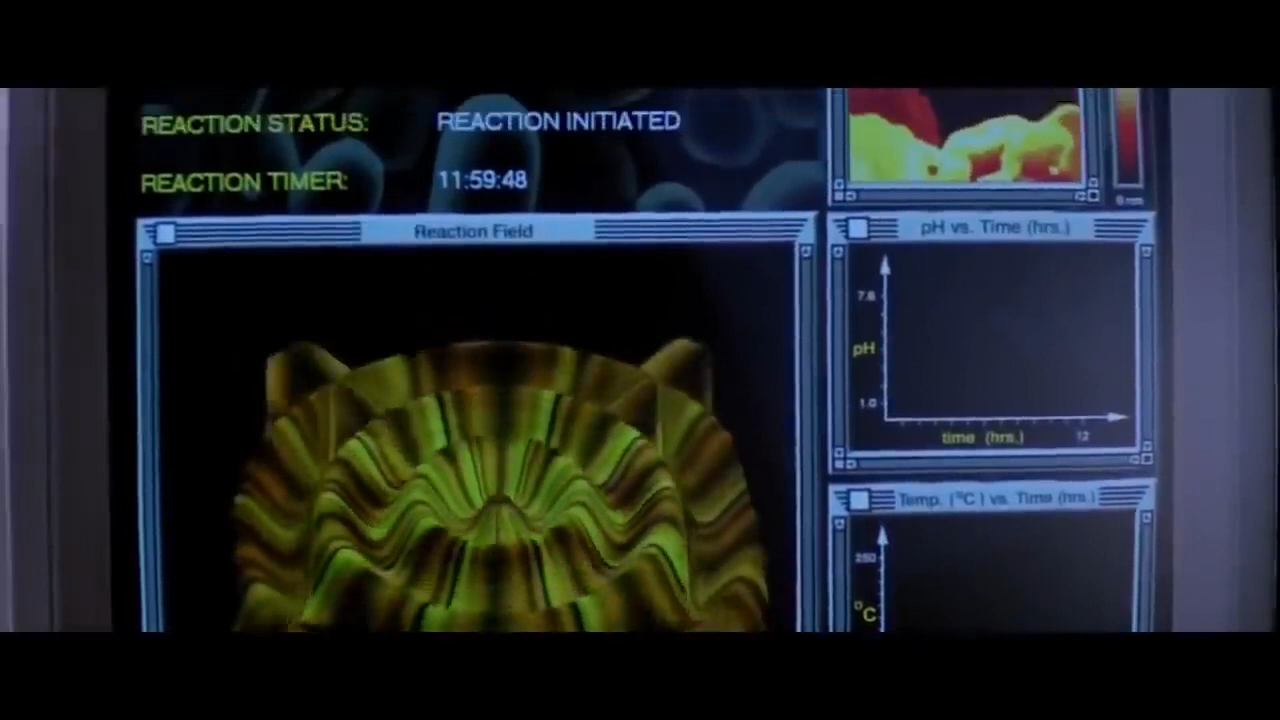 REACTION STATUS: REACTION INITIATED
REACTION TIMER: 11:59:48
Reaction Field
pH vs. Time (hrs.)
7.6
pH
1.0
time (hrs.)
12
Temp. (°C) vs. Time (hrs.)
250
°C